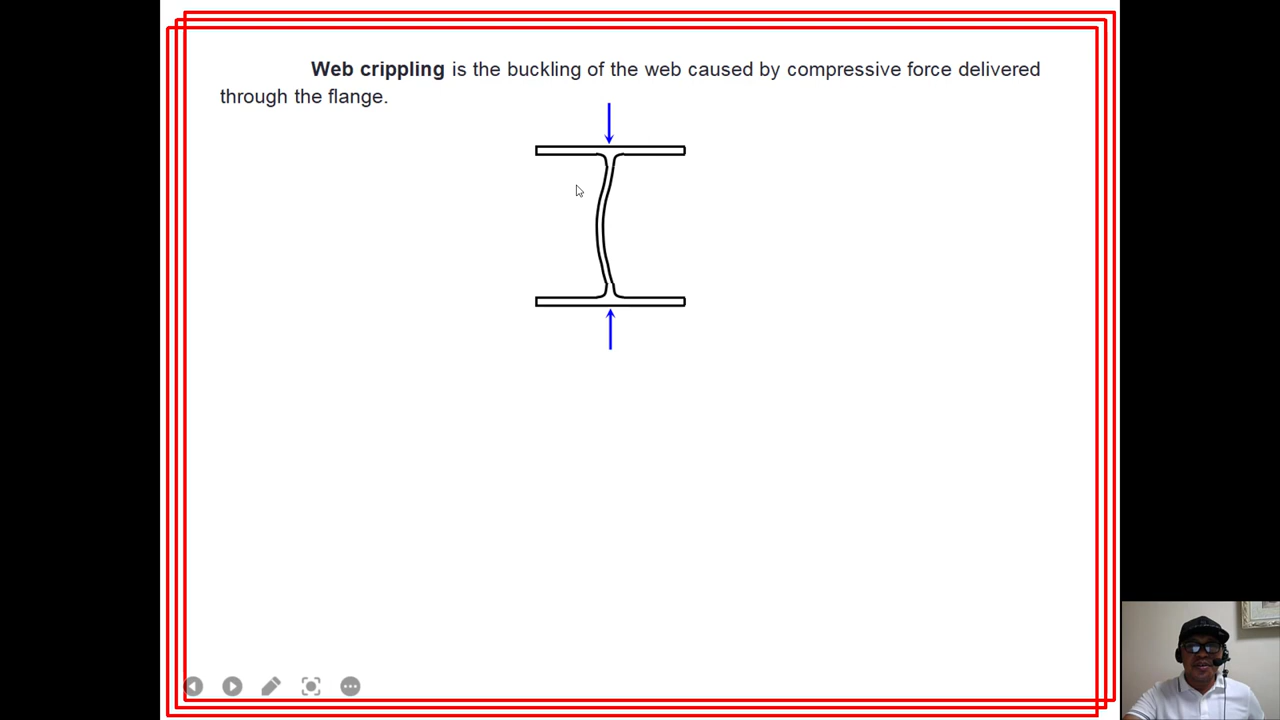 Web crippling is the buckling of the web caused by compressive force delivered
through the flange.